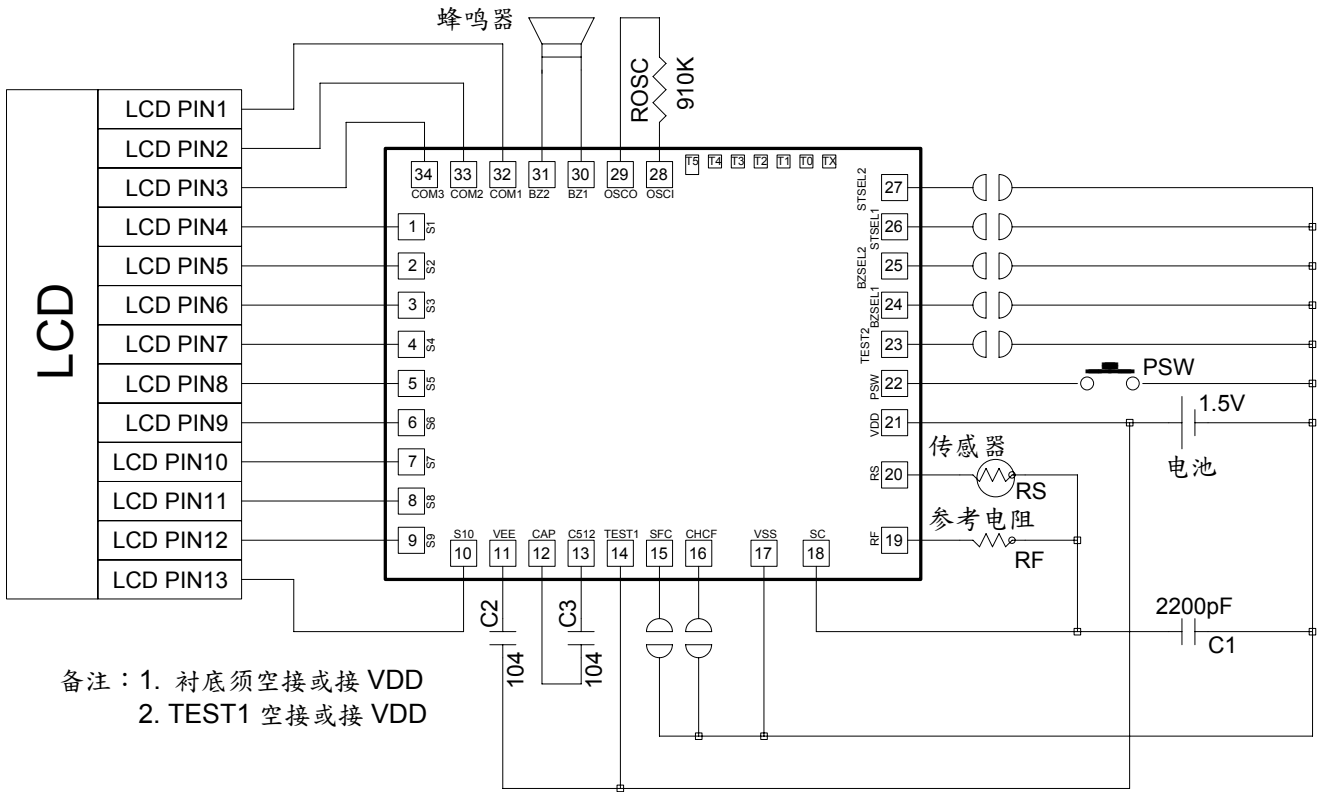 蜂鸣器
ROSC
910K
LCD
LCD PIN1
LCD PIN2
LCD PIN3
LCD PIN4
LCD PIN5
LCD PIN6
LCD PIN7
LCD PIN8
LCD PIN9
LCD PIN10
LCD PIN11
LCD PIN12
LCD PIN13
34
33
32
31
30
29
28
COM3
COM2
COM1
BZ2
BZ1
OSCO
OSCI
T5
T4
T3
T2
T1
T0
TX
1
S1
2
S2
3
S3
4
S4
5
S5
6
S6
7
S7
8
S8
9
S9
27
STSEL2
26
STSEL1
25
BZSEL2
24
BZSEL1
23
TEST2
22
PSW
21
VDD
20
RS
19
RF
S10
VEE
CAP
C512
TEST1
SFC
CHCF
VSS
SC
10
11
12
13
14
15
16
17
18
PSW
1.5V
电池
传感器
RS
参考电阻
RF
2200pF
C1
C2
104
C3
104
备注：1. 衬底须空接或接 VDD
2. TEST1 空接或接 VDD